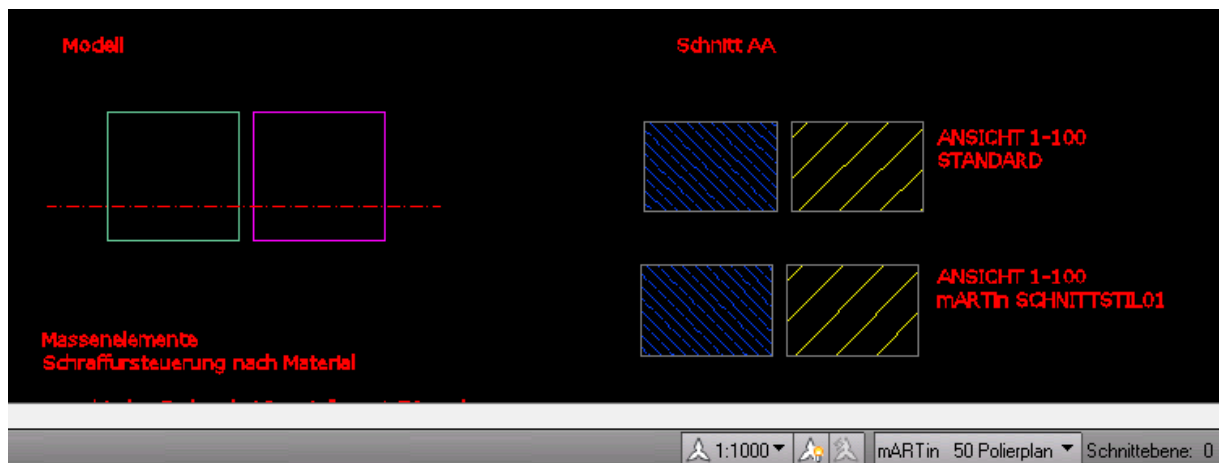 Modell
Schnitt AA
ANSICHT 1-100
STANDARD
ANSICHT 1-100
mARTin SCHNITTSTIL01
Massenelemente
Schraffursteuerung nach Material
1:1000
mARTin 50 Polierplan
Schnittebene: 0